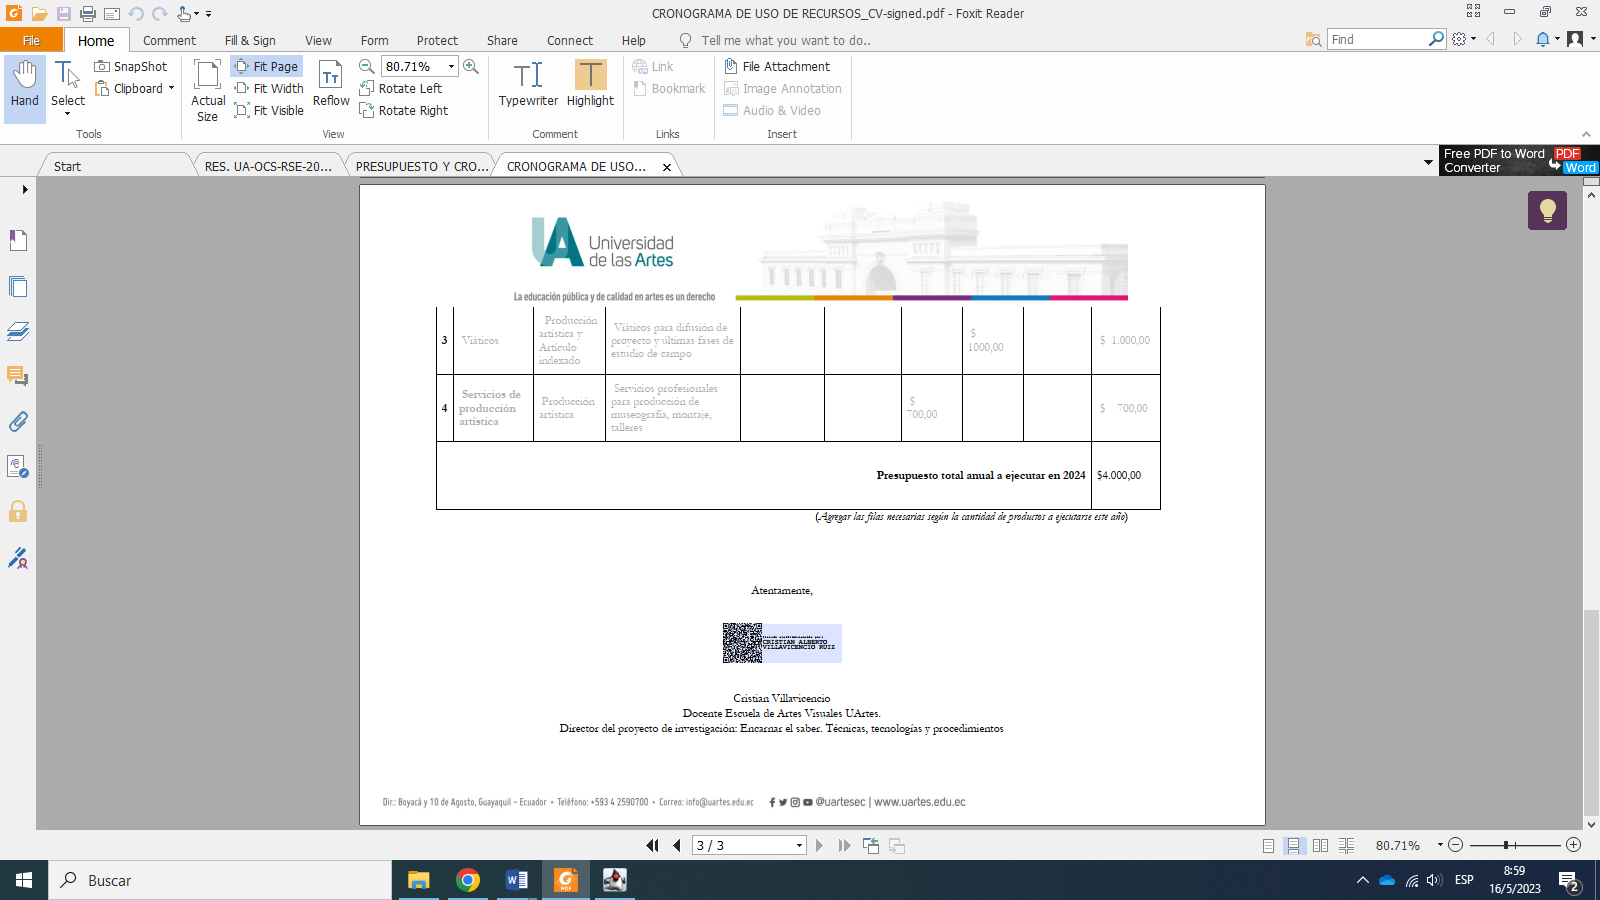 CRONOGRAMA DE USO DE RECURSOS_CV-signed.pdf - Foxit Reader
File
Home
Comment
Fill & Sign
View
Form
Protect
Share
Connect
Help
Tell me what you want to do..
Find
Hand
Select
SnapShot
Clipboard
Tools
Actual
Size
Fit Page
Fit Width
Fit Visible
Reflow
80.71%
Rotate Left
Rotate Right
View
Typewriter
Highlight
Comment
Link
Bookmark
Links
File Attachment
Image Annotation
Audio & Video
Insert
Start
RES. UA-OCS-RSE-20...
PRESUPUESTO Y CRO...
CRONOGRAMA DE USO...
Free PDF to Word
Converter
PDF
Word
UA
Universidad
de las Artes
La educación pública y de calidad en artes es un derecho
3
Viáticos
Producción
artística y
Artículo
indexado
Viáticos para difusión de
proyecto y últimas fases de
estudio de campo
$
1000,00
$ 1.000,00
4
Servicios de
producción
artística
Producción
artística
Servicios profesionales
para producción de
museografía, montaje,
talleres
$
700,00
$ 700,00
Presupuesto total anual a ejecutar en 2024
$4.000,00
(Agregar las filas necesarias según la cantidad de productos a ejecutarse este año)
Atentamente,
CRISTIAN ALBERTO
VILLAVICENCIO RUIZ
Cristian Villavicencio
Docente Escuela de Artes Visuales UArtes.
Director del proyecto de investigación: Encarnar el saber. Técnicas, tecnologías y procedimientos
Dir.: Boyacá y 10 de Agosto, Guayaquil – Ecuador • Teléfono: +593 4 2590700 • Correo: info@uartes.edu.ec
@uartesec | www.uartes.edu.ec
3 / 3
80.71%
Buscar
ESP
8:59
16/5/2023
2